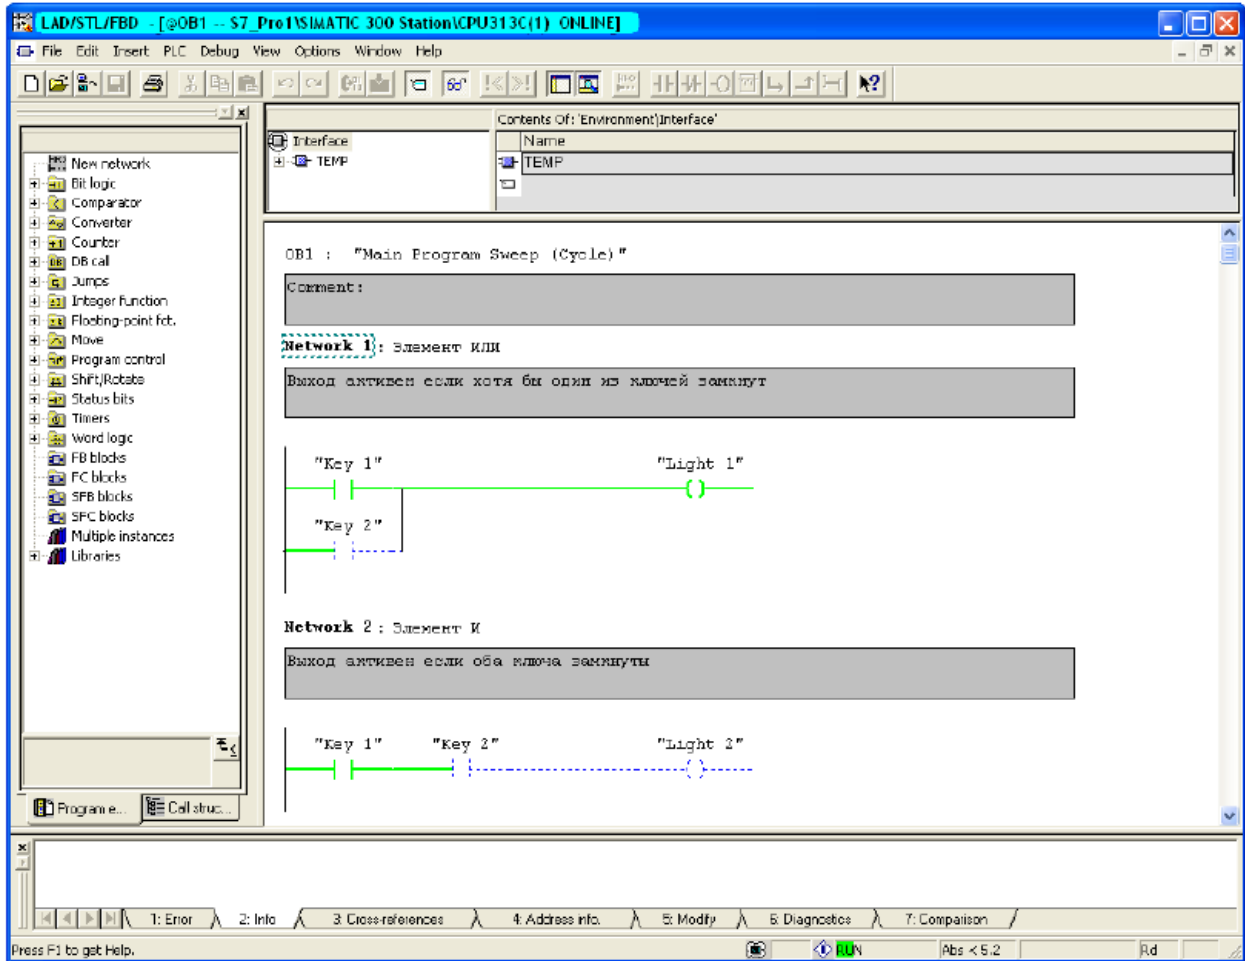 LAD/STL/FBD - [@OB1 -- S7_Pro1\SIMATIC 300 Station\CPU313C(1) ONLINE]
File Edit Insert PLC Debug View Options Window Help
Contents Of: 'Environment\Interface'
Interface
TEMP
Name
TEMP
New network
Bit logic
Comparator
Converter
Counter
DB call
Jumps
Integer function
Floating-point fct.
Move
Program control
Shift/Rotate
Status bits
Timers
Word logic
FB blocks
FC blocks
SFB blocks
SFC blocks
Multiple instances
Libraries
Program e...
Call struc...
OB1 : "Main Program Sweep (Cycle)"
Comment:
Network 1: Элемент ИЛИ
Выход активен если хотя бы один из ключей замкнут
"Key 1" "Light 1"
"Key 2"
Network 2 : Элемент И
Выход активен если оба ключа замкнуты
"Key 1" "Key 2" "Light 2"
1: Error 2: Info 3: Cross-references 4: Address info. 5: Modify 6: Diagnostics 7: Comparison
Press F1 to get Help. RUN Abs < 5.2 Rd